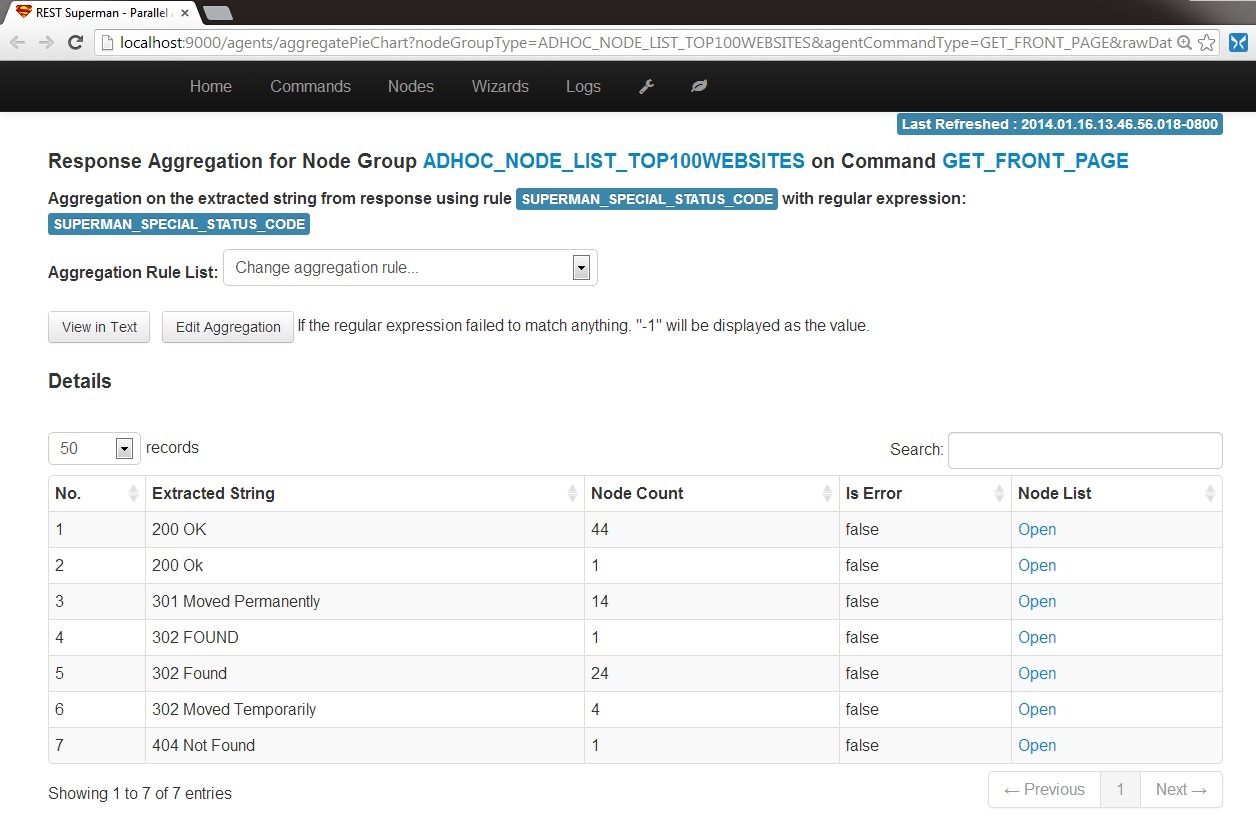 REST Superman - Parallel
localhost:9000/agents/aggregatePieChart?nodeGroupType=ADHOC_NODE_LIST_TOP100WEBSITES&agentCommandType=GET_FRONT_PAGE&rawDat
Home Commands Nodes Wizards Logs
Last Refreshed : 2014.01.16.13.46.56.018-0800
Response Aggregation for Node Group ADHOC_NODE_LIST_TOP100WEBSITES on Command GET_FRONT_PAGE
Aggregation on the extracted string from response using rule SUPERMAN_SPECIAL_STATUS_CODE with regular expression:
SUPERMAN_SPECIAL_STATUS_CODE
Aggregation Rule List: Change aggregation rule...
View in Text Edit Aggregation If the regular expression failed to match anything. "-1" will be displayed as the value.
Details
50 records Search:
No. Extracted String Node Count Is Error Node List
1 200 OK 44 false Open
2 200 Ok 1 false Open
3 301 Moved Permanently 14 false Open
4 302 FOUND 1 false Open
5 302 Found 24 false Open
6 302 Moved Temporarily 4 false Open
7 404 Not Found 1 false Open
Showing 1 to 7 of 7 entries ← Previous 1 Next →